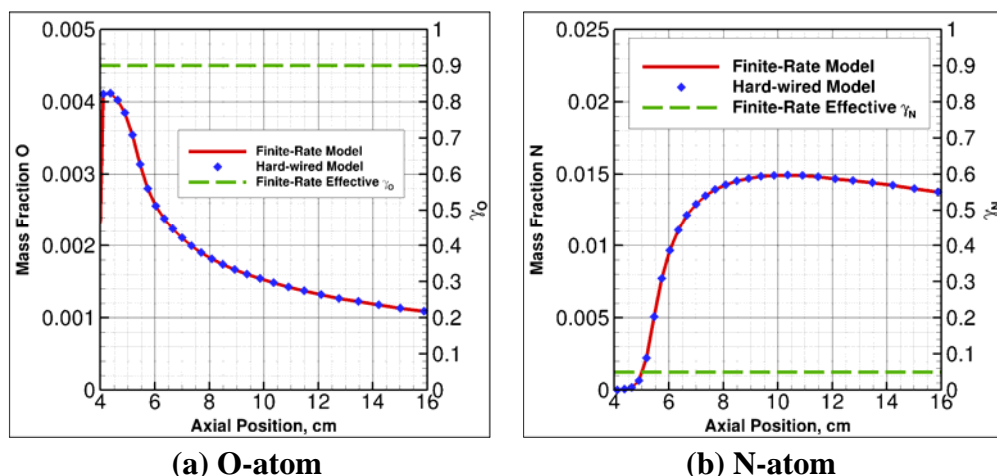 0.005
0.004
0.003
0.002
0.001
0
Mass Fraction O
1
0.9
0.8
0.7
0.6
0.5
0.4
0.3
0.2
0.1
0
γO
Finite-Rate Model
Hard-wired Model
Finite-Rate Effective γO
4 6 8 10 12 14 16
Axial Position, cm
(a) O-atom
0.025
0.02
0.015
0.01
0.005
0
Mass Fraction N
1
0.9
0.8
0.7
0.6
0.5
0.4
0.3
0.2
0.1
0
γN
Finite-Rate Model
Hard-wired Model
Finite-Rate Effective γN
4 6 8 10 12 14 16
Axial Position, cm
(b) N-atom